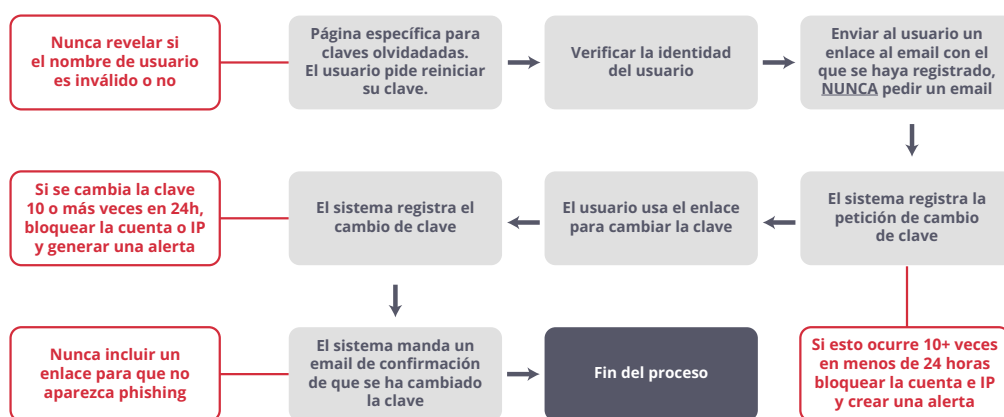 Nunca revelar si
el nombre de usuario
es inválido o no
Página específica para
claves olvidadadas.
El usuario pide reiniciar
su clave.
Verificar la identidad
del usuario
Enviar al usuario un
enlace al email con el
que se haya registrado,
NUNCA pedir un email
Si se cambia la clave
10 o más veces en 24h,
bloquear la cuenta o IP
y generar una alerta
El sistema registra el
cambio de clave
El usuario usa el enlace
para cambiar la clave
El sistema registra la
petición de cambio
de clave
Nunca incluir un
enlace para que no
aparezca phishing
El sistema manda un
email de confirmación
de que se ha cambiado
la clave
Fin del proceso
Si esto ocurre 10+ veces
en menos de 24 horas
bloquear la cuenta e IP
y crear una alerta